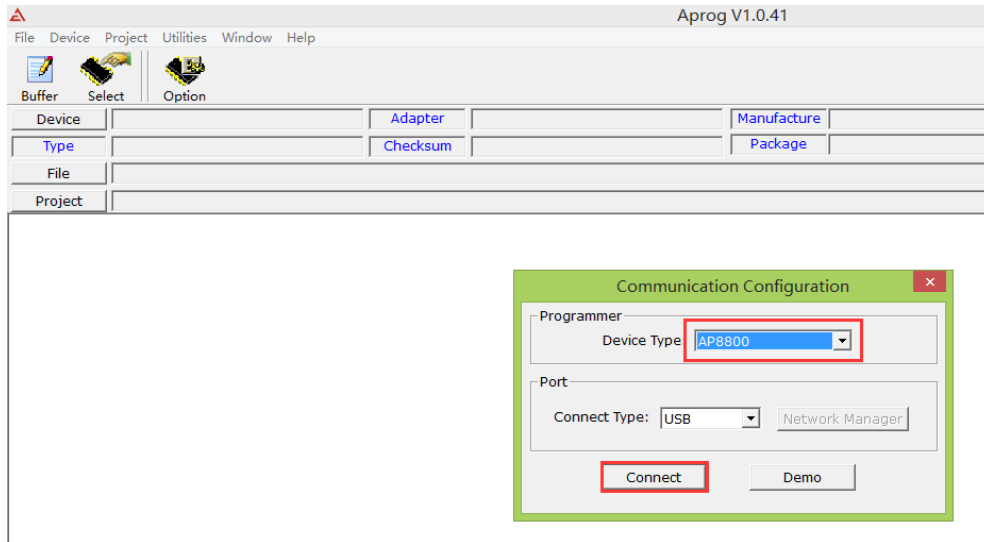 Aprog V1.0.41
File Device Project Utilities Window Help
Buffer Select Option
Device Adapter Manufacture
Type Checksum Package
File
Project
Communication Configuration
Programmer
Device Type AP8800
Port
Connect Type: USB Network Manager
Connect Demo